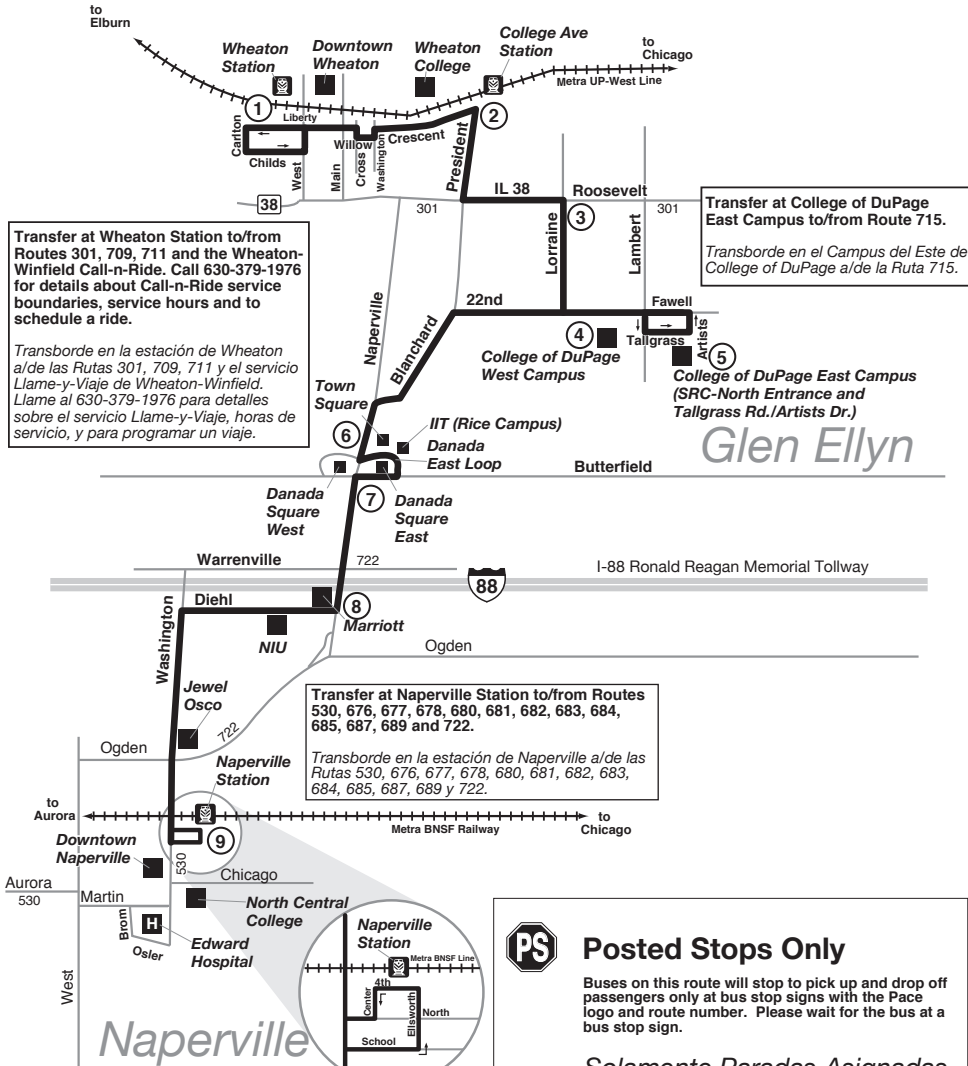 to
Elburn
Wheaton
Station
Downtown
Wheaton
Wheaton
College
College Ave
Station
to
Chicago
Metra UP-West Line
1
Liberty
2
Carlton
Childs
West
Main
Willow
Cross
Washington
Crescent
President
38
301
IL 38
Roosevelt
3
301
Lorraine
Lambert
Transfer at College of DuPage
East Campus to/from Route 715.
Transborde en el Campus del Este de
College of DuPage a/de la Ruta 715.
Transfer at Wheaton Station to/from
Routes 301, 709, 711 and the Wheaton-
Winfield Call-n-Ride. Call 630-379-1976
for details about Call-n-Ride service
boundaries, service hours and to
schedule a ride.
Transborde en la estación de Wheaton
a/de las Rutas 301, 709, 711 y el servicio
Llame-y-Viaje de Wheaton-Winfield.
Llame al 630-379-1976 para detalles
sobre el servicio Llame-y-Viaje, horas de
servicio, y para programar un viaje.
Naperville
Blanchard
22nd
Fawell
Tallgrass
Artists
4
College of DuPage
West Campus
5
College of DuPage East Campus
(SRC-North Entrance and
Tallgrass Rd./Artists Dr.)
Glen Ellyn
Town
Square
6
IIT (Rice Campus)
Danada
East Loop
Butterfield
Danada
Square
West
7
Danada
Square
East
Warrenville
722
I-88 Ronald Reagan Memorial Tollway
88
Diehl
8
Marriott
NIU
Washington
Ogden
Jewel
Osco
722
Transfer at Naperville Station to/from Routes
530, 676, 677, 678, 680, 681, 682, 683, 684,
685, 687, 689 and 722.
Transborde en la estación de Naperville a/de las
Rutas 530, 676, 677, 678, 680, 681, 682, 683,
684, 685, 687, 689 y 722.
Ogden
Naperville
Station
to
Aurora
Metra BNSF Railway
to
Chicago
9
Downtown
Naperville
530
Chicago
Aurora
530
Martin
North Central
College
Brom
H
Osler
Edward
Hospital
West
Naperville
Naperville
Station
Metra BNSF Line
4th
Center
Ellsworth
North
School
PS
Posted Stops Only
Buses on this route will stop to pick up and drop off
passengers only at bus stop signs with the Pace
logo and route number. Please wait for the bus at a
bus stop sign.
Solamente Paradas Asignadas